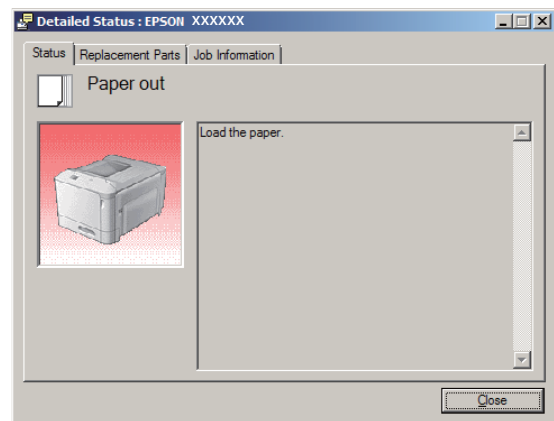 Detailed Status : EPSON XXXXXX
Status Replacement Parts Job Information
Paper out
Load the paper.
Close